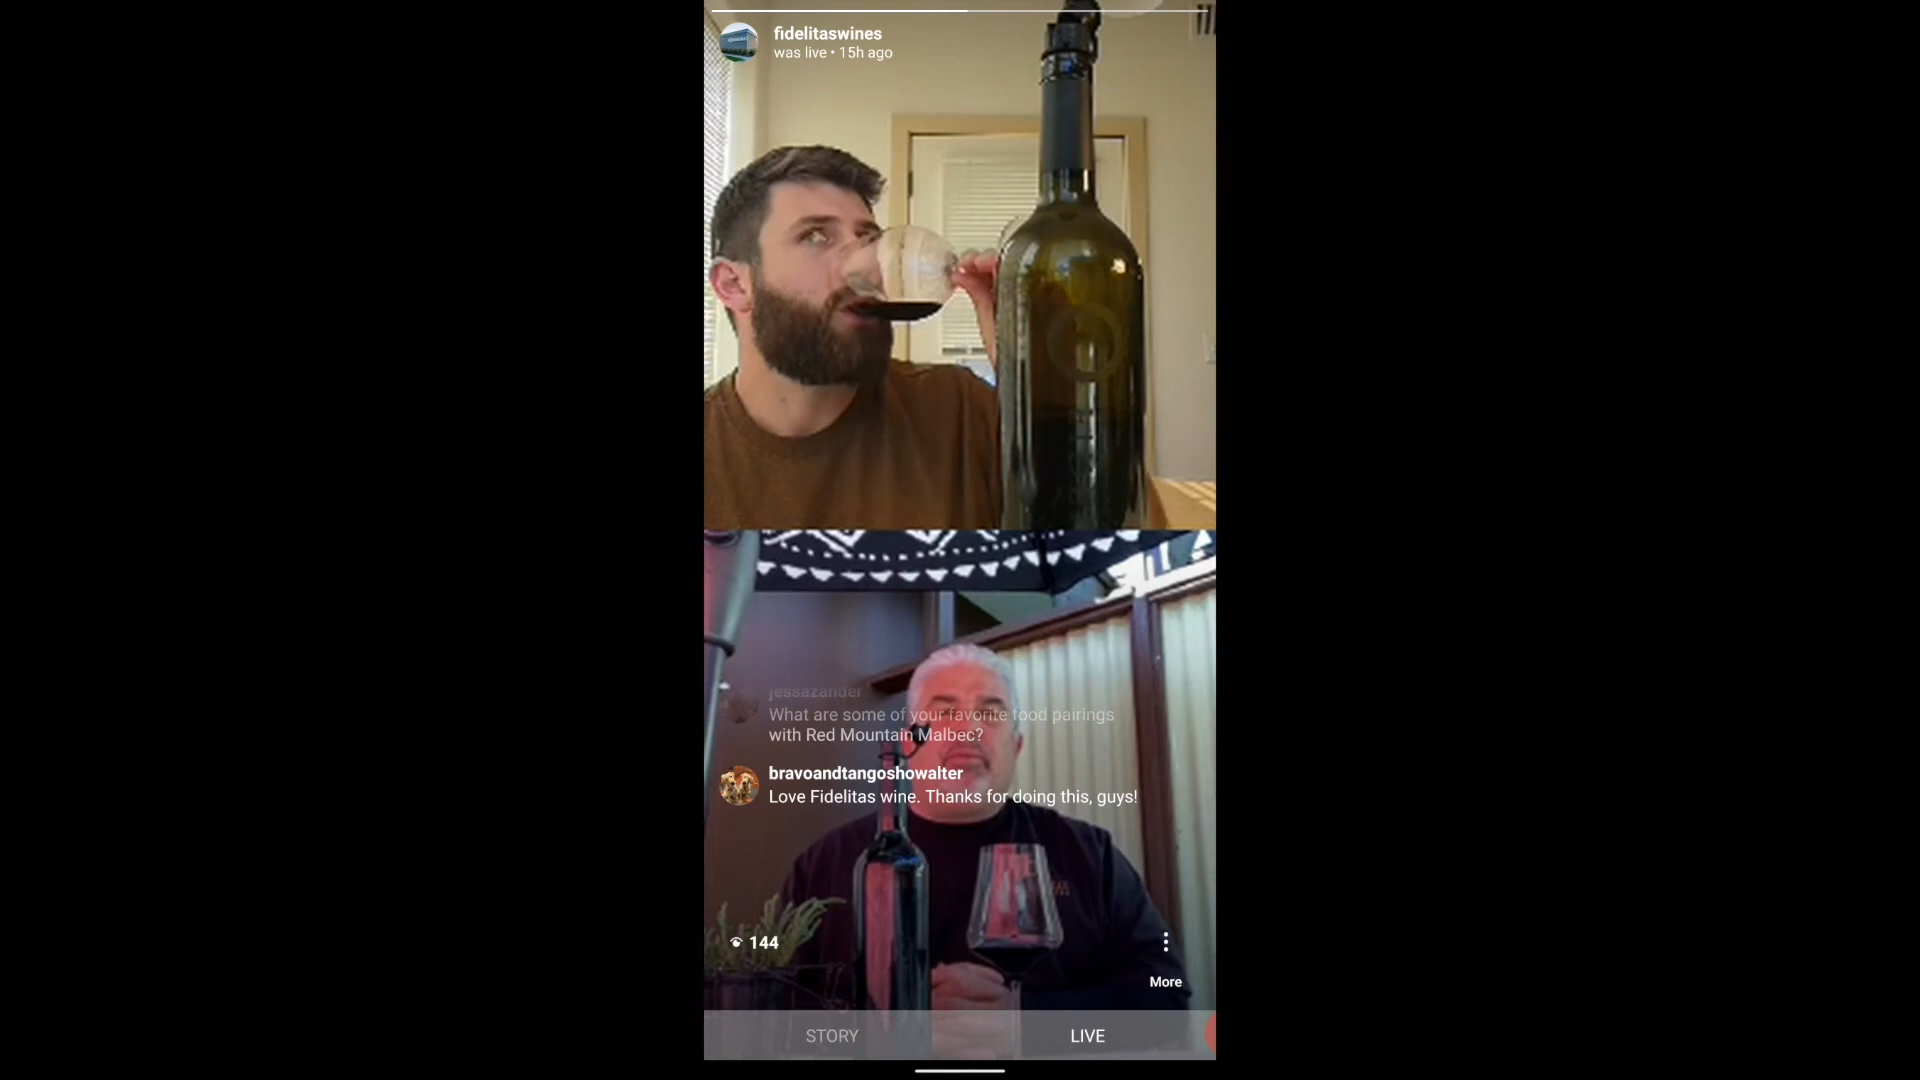 fidelitaswines
was live • 15h ago
jessazander
What are some of your favorite food pairings
with Red Mountain Malbec?
bravoandtangoshowalter
Love Fidelitas wine. Thanks for doing this, guys!
144
More
STORY
LIVE